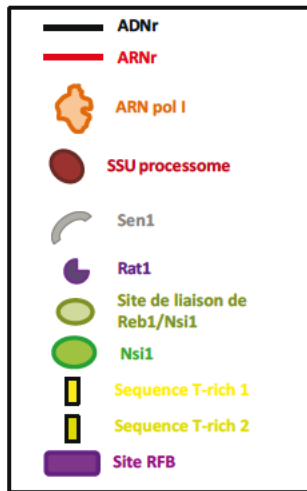 ADNr
ARNr
ARN pol I
SSU processome
Sen1
Rat1
Site de liaison de
Reb1/Nsi1
Nsi1
Sequence T-rich 1
Sequence T-rich 2
Site RFB